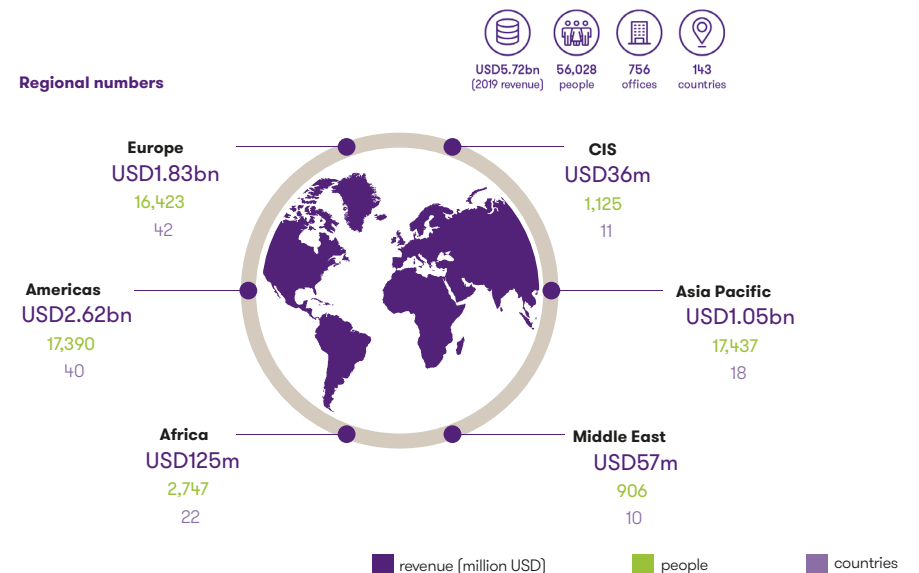 USD5.72bn
(2019 revenue)
56,028
people
756
offices
143
countries
Regional numbers
Europe
USD1.83bn
16,423
42
CIS
USD36m
1,125
11
Americas
USD2.62bn
17,390
40
Asia Pacific
USD1.05bn
17,437
18
Africa
USD125m
2,747
22
Middle East
USD57m
906
10
revenue (million USD)
people
countries